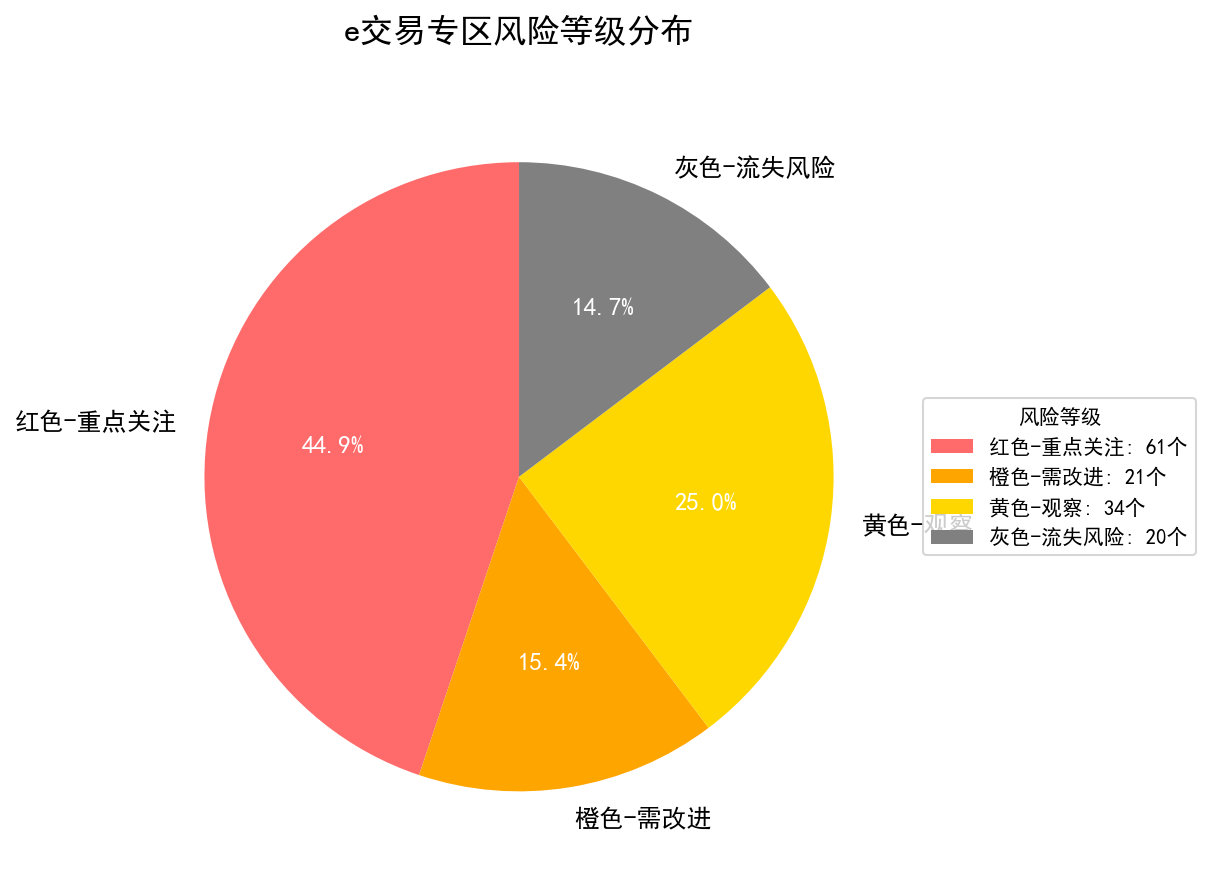 e交易专区风险等级分布
灰色-流失风险
14.7%
红色-重点关注
44.9%
25.0%
黄色-观察
15.4%
橙色-需改进
风险等级
红色-重点关注: 61个
橙色-需改进: 21个
黄色-观察: 34个
灰色-流失风险: 20个